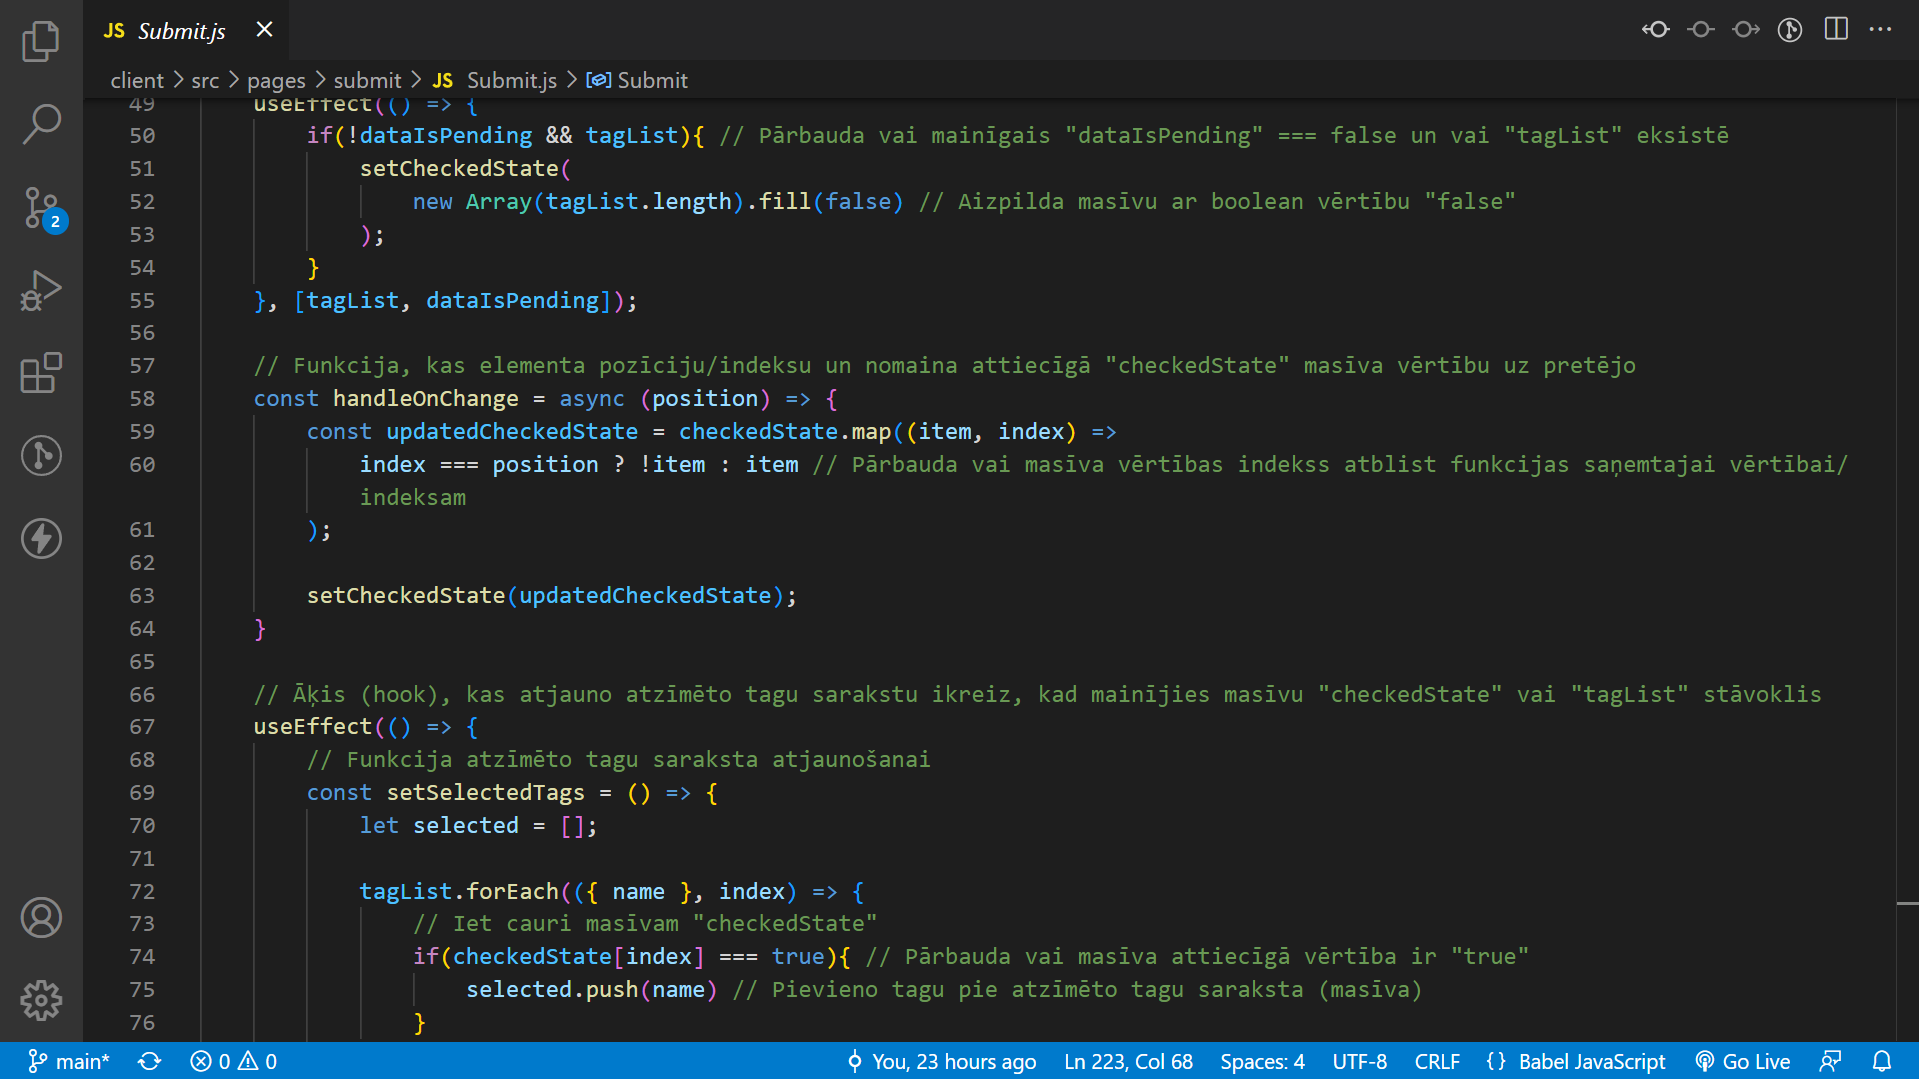 JS Submit.js
client > src > pages > submit > JS Submit.js > Submit
49 useEffect(() => {
50 if(!dataIsPending && tagList){ // Pārbauda vai mainīgais "dataIsPending" === false un vai "tagList" eksistē
51 setCheckedState(
52 new Array(tagList.length).fill(false) // Aizpilda masīvu ar boolean vērtību "false"
53 );
54 }
55 }, [tagList, dataIsPending]);
56
57 // Funkcija, kas elementa pozīciju/indeksu un nomaina attiecīgā "checkedState" masīva vērtību uz pretējo
58 const handleOnChange = async (position) => {
59 const updatedCheckedState = checkedState.map((item, index) =>
60 index === position ? !item : item // Pārbauda vai masīva vērtības indekss atblist funkcijas saņemtajai vērtībai/
indeksam
61 );
62
63 setCheckedState(updatedCheckedState);
64 }
65
66 // Āķis (hook), kas atjauno atzīmēto tagu sarakstu ikreiz, kad mainījies masīvu "checkedState" vai "tagList" stāvoklis
67 useEffect(() => {
68 // Funkcija atzīmēto tagu saraksta atjaunošanai
69 const setSelectedTags = () => {
70 let selected = [];
71
72 tagList.forEach(({ name }, index) => {
73 // Iet cauri masīvam "checkedState"
74 if(checkedState[index] === true){ // Pārbauda vai masīva attiecīgā vērtība ir "true"
75 selected.push(name) // Pievieno tagu pie atzīmēto tagu saraksta (masīva)
76 }
2
main* 0 0 You, 23 hours ago Ln 223, Col 68 Spaces: 4 UTF-8 CRLF {} Babel JavaScript Go Live